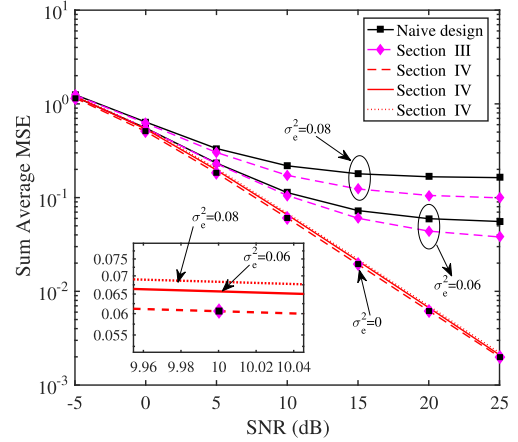 Naive design
Section III
Section IV
Section IV
Section IV
10^1
10^0
10^-1
10^-2
10^-3
Sum Average MSE
σ_e^2=0.08
σ_e^2=0.06
σ_e^2=0
σ_e^2=0.08
σ_e^2=0.06
0.075
0.07
0.065
0.06
0.055
9.96 9.98 10 10.02 10.04
-5 0 5 10 15 20 25
SNR (dB)